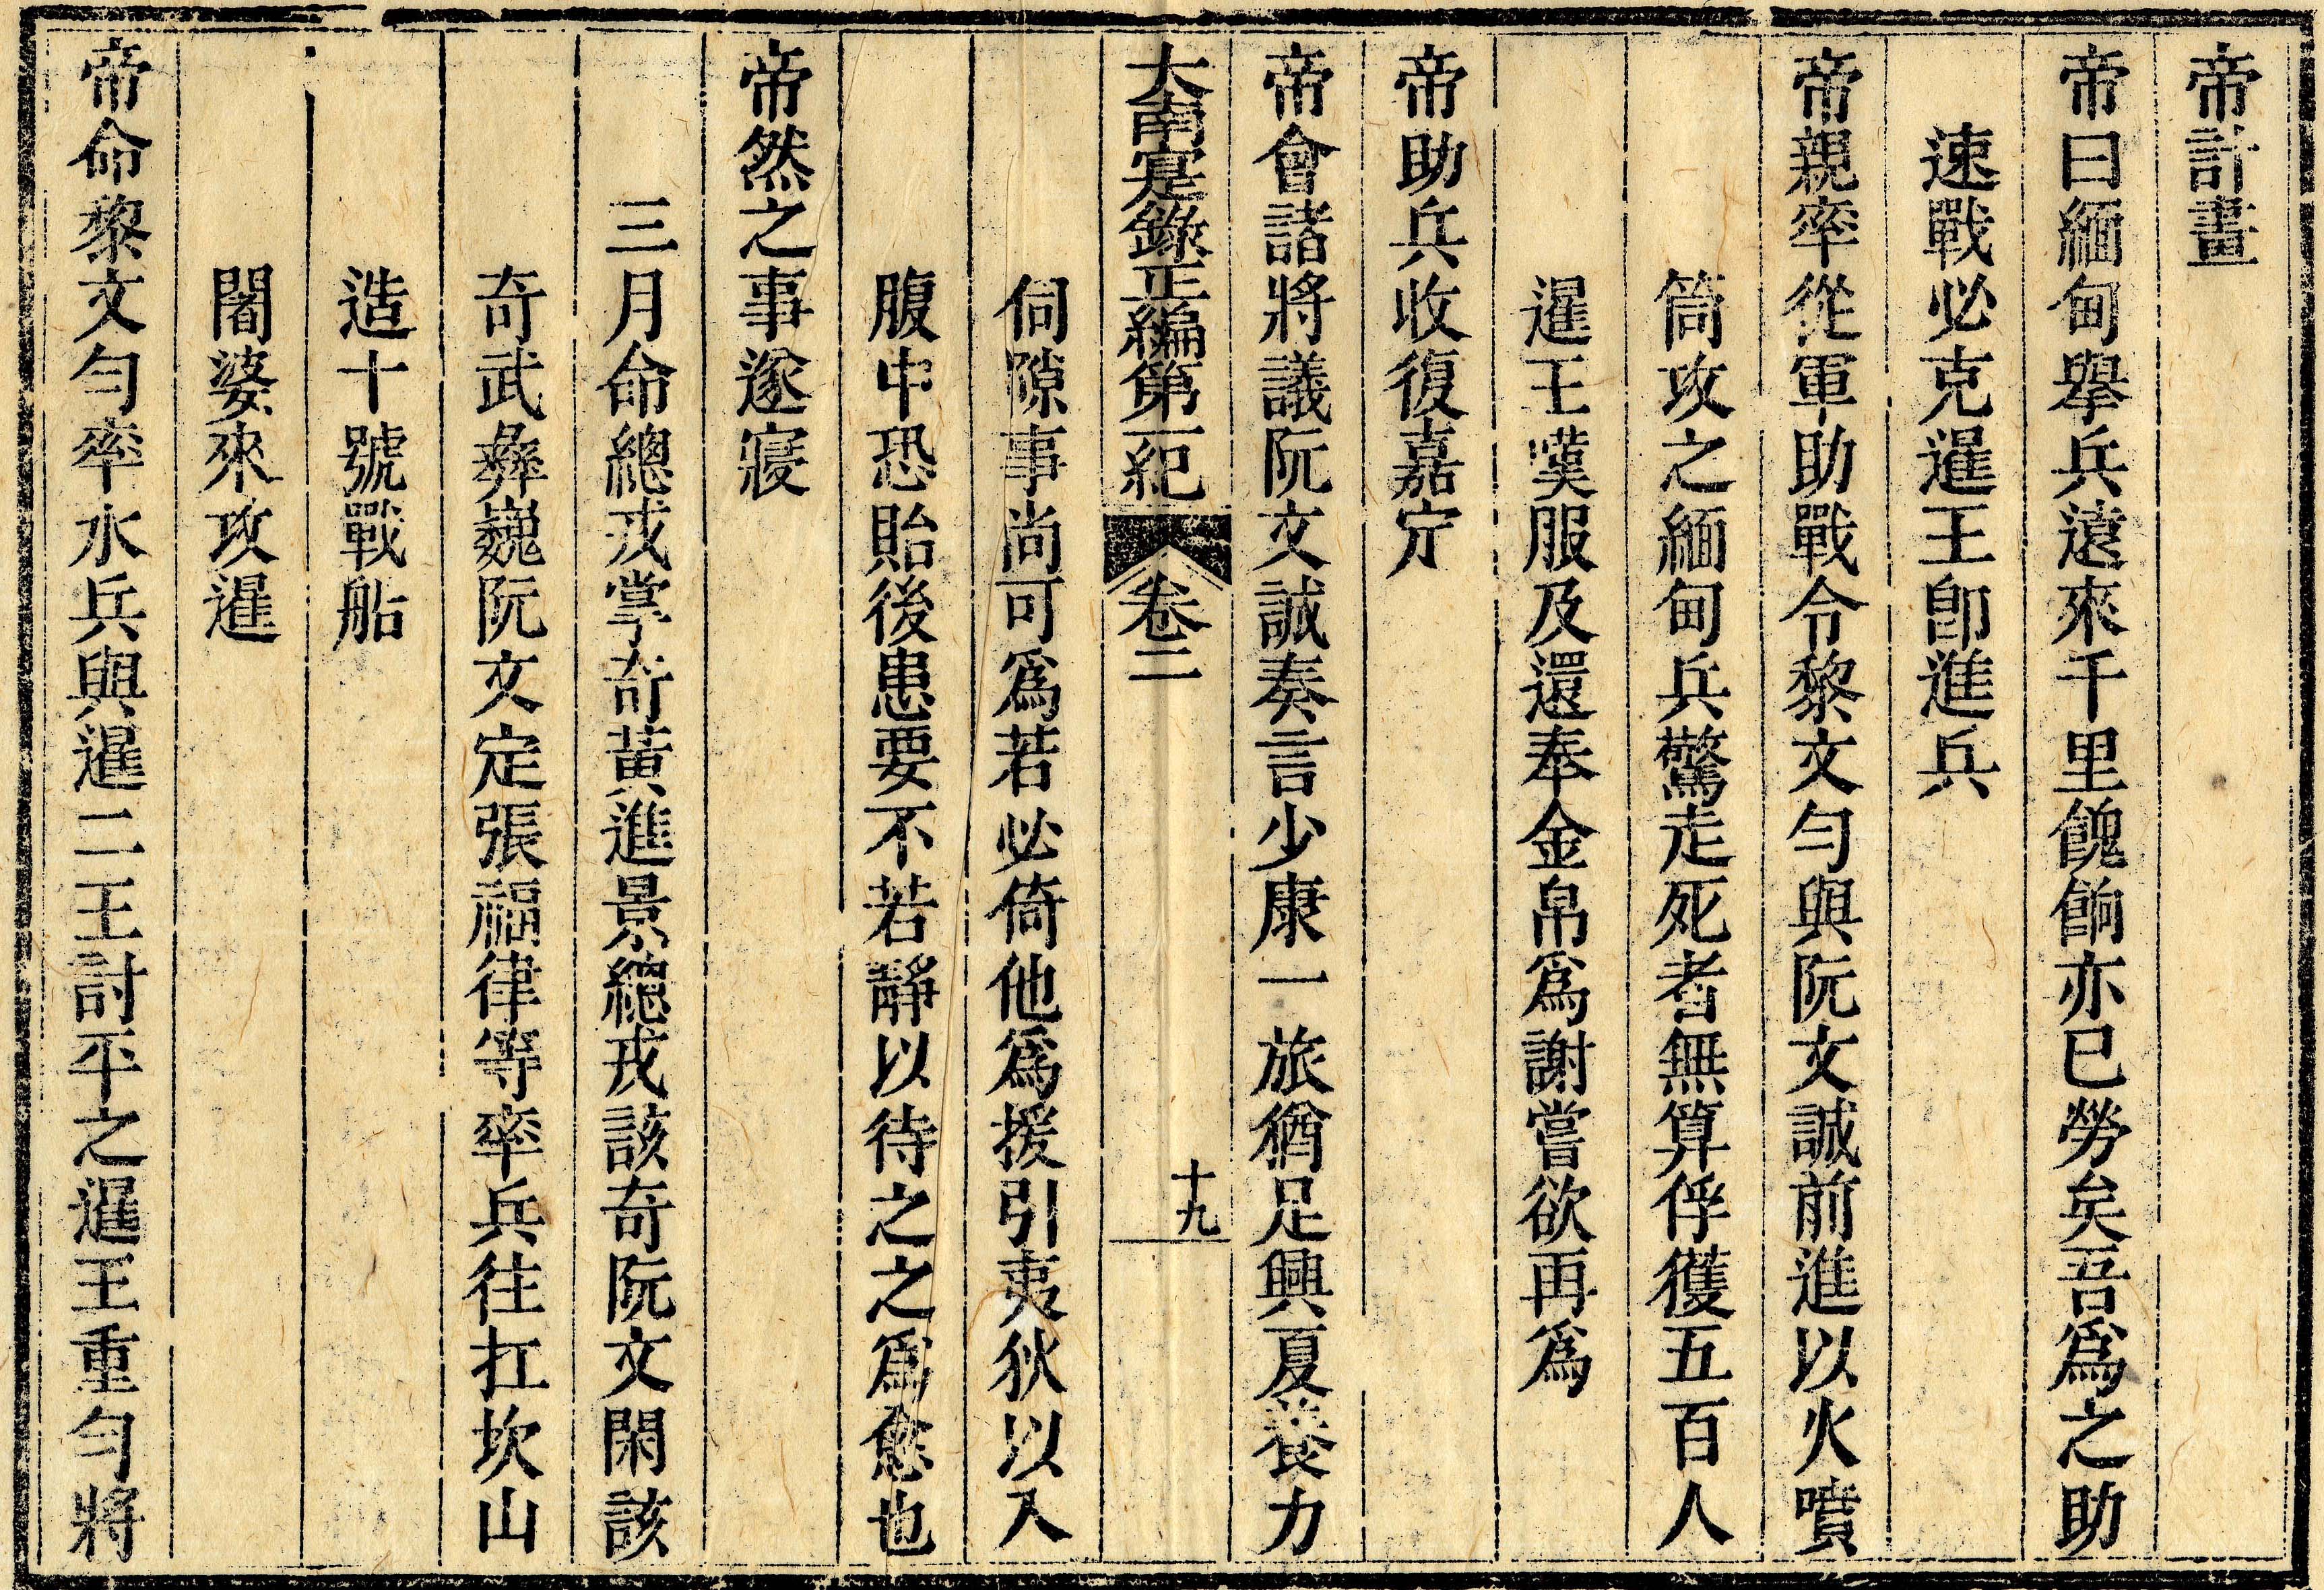 帝計畫
帝曰緬甸舉兵遠來千里餽餉亦已勞矣吾爲之助
速戰必克暹王卽進兵
帝親率從軍助戰令黎文勻與阮文誠前進以火噴
筒攻之緬甸兵驚走死者無算俘獲五百人
暹王嘆服及還奉金帛爲謝嘗欲再爲
帝助兵收復嘉㝎
帝會諸將議阮文誠奏言少康一旅猶足興夏養力
大南寔錄正編第一紀 卷二 十九
伺隙事尚可爲若必倚他爲援引夷狄以入
腹中恐貽後患要不若靜以待之之爲愈也
帝然之事遂寢
三月命總戎掌奇黃進景總戎該奇阮文閑該
奇武彝巍阮文定張福律等率兵往扛坎山
造十號戰船
闍婆來攻暹
帝命黎文勻率水兵與暹二王討平之暹王重勻將